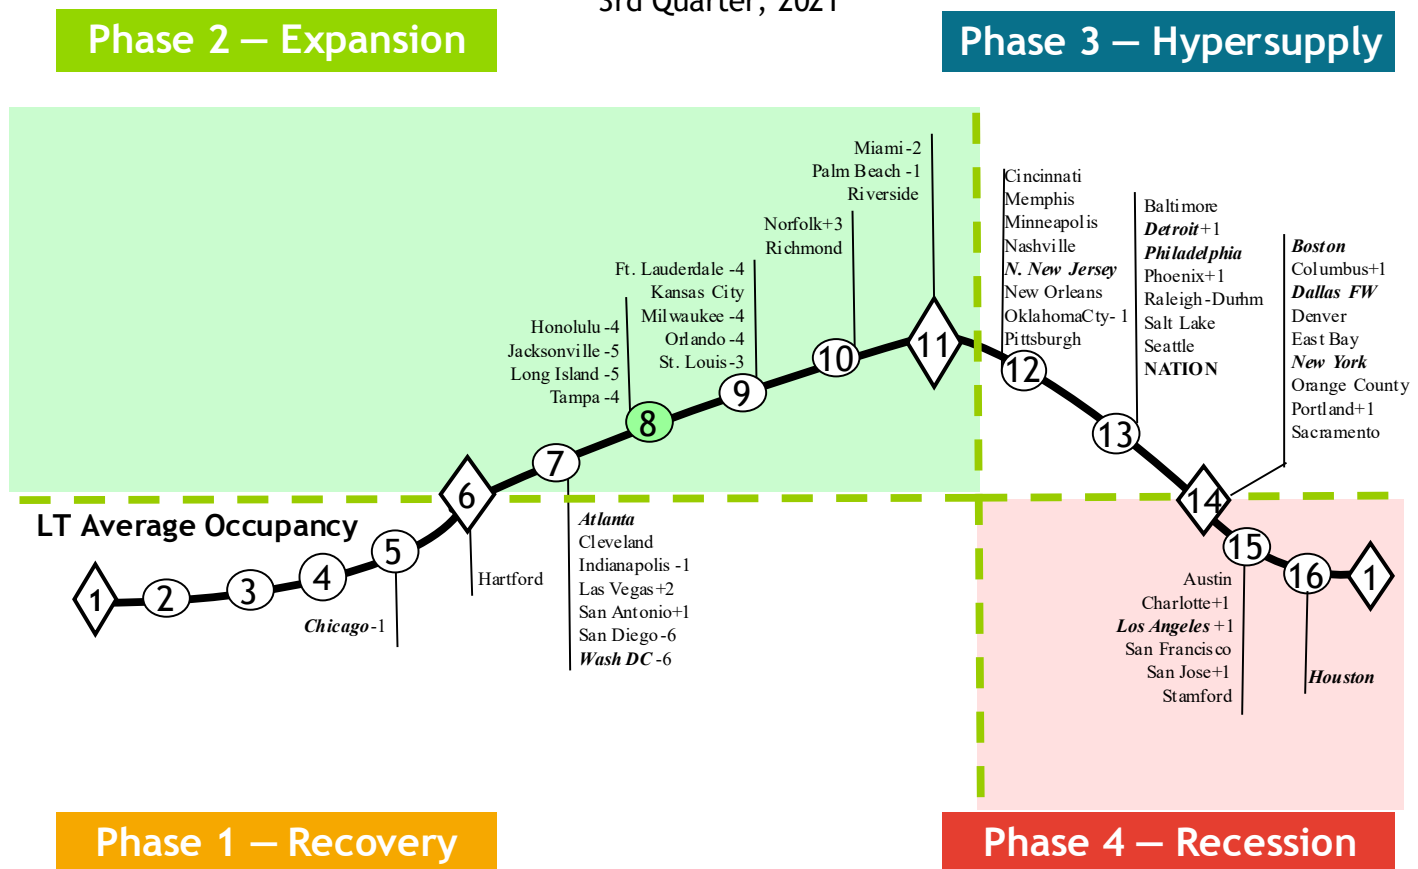 3rd Quarter, 2021
Phase 2 — Expansion
Phase 3 — Hypersupply
Miami-2
Palm Beach -1
Riverside
Norfolk+3
Richmond
Ft. Lauderdale -4
Kansas City
Milwaukee -4
Orlando -4
St. Louis-3
Honolulu -4
Jacksonville -5
Long Island -5
Tampa -4
Cincinnati
Memphis
Minneapolis
Nashville
N. New Jersey
New Orleans
OklahomaCty- 1
Pittsburgh
Baltimore
Detroit+1
Philadelphia
Phoenix+1
Raleigh-Durhm
Salt Lake
Seattle
NATION
Boston
Columbus+1
Dallas FW
Denver
East Bay
New York
Orange County
Portland+1
Sacramento
11
10
12
9
8
13
7
6
14
LT Average Occupancy
5
15
4
16
1
3
2
1
Atlanta
Cleveland
Indianapolis -1
Las Vegas+2
San Antonio+1
San Diego-6
Wash DC -6
Hartford
Chicago-1
Austin
Charlotte+1
Los Angeles +1
San Francisco
San Jose+1
Stamford
Houston
Phase 1 — Recovery
Phase 4 — Recession